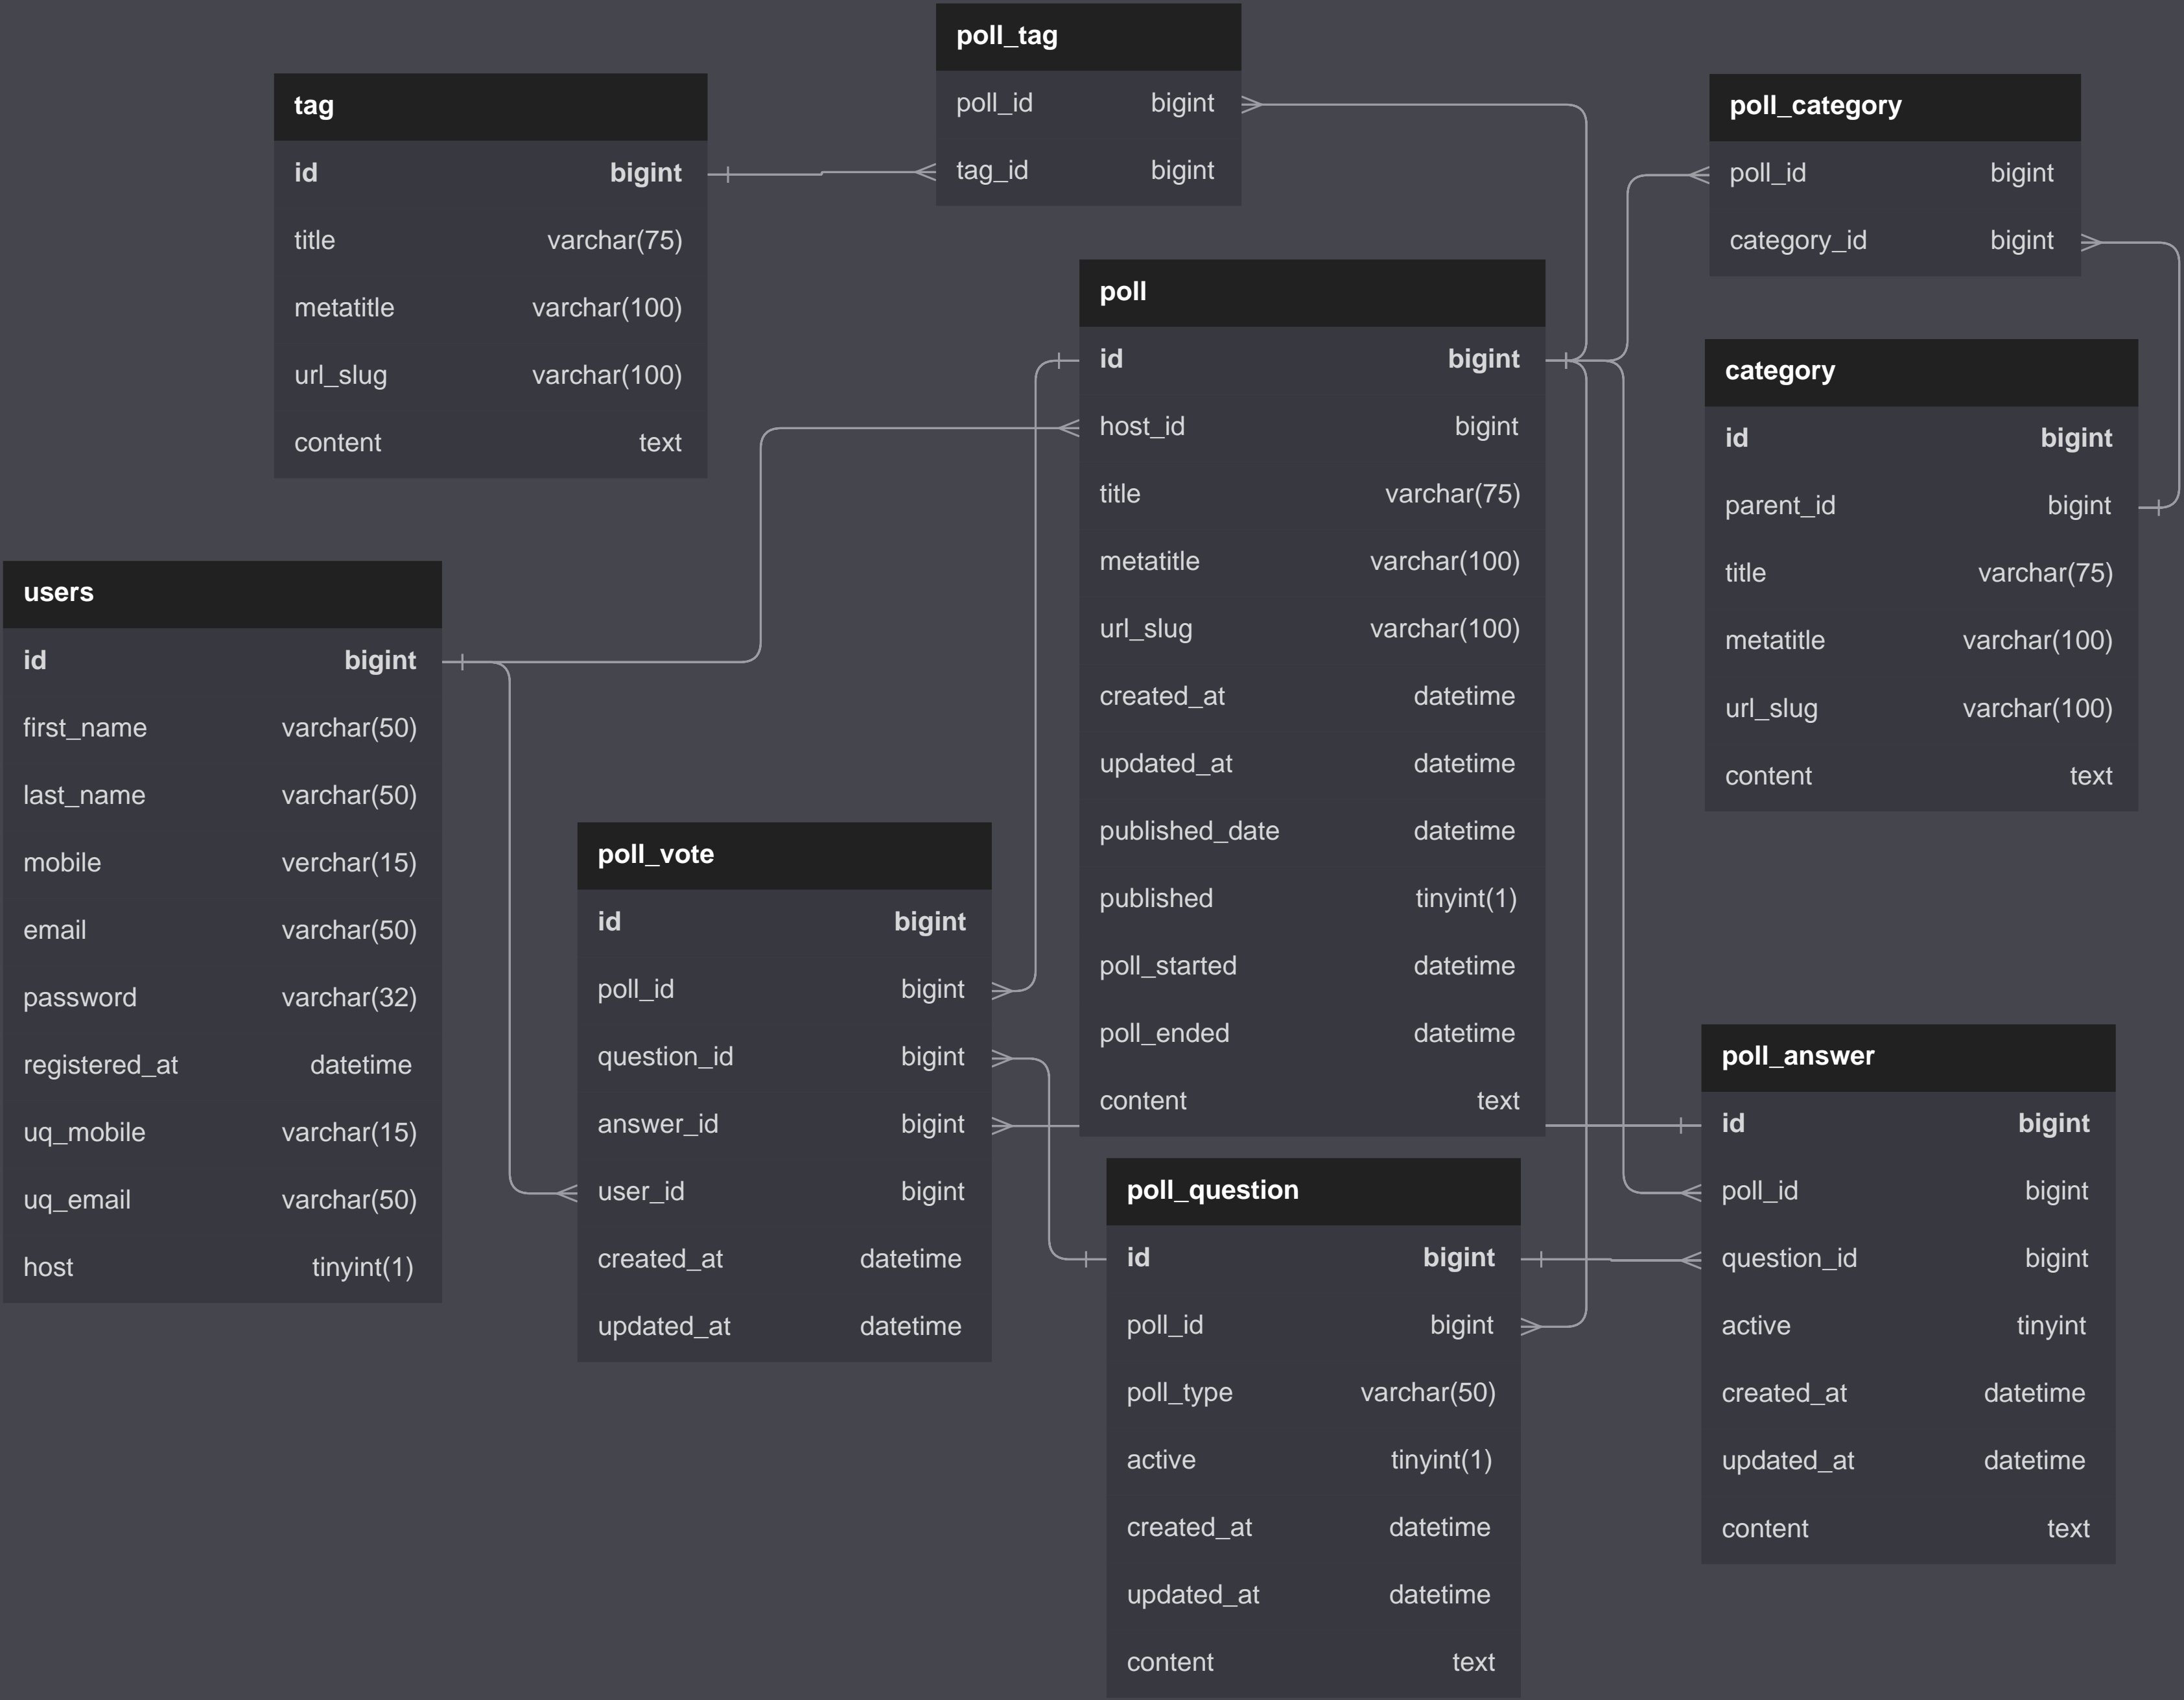 poll_tag
poll_id bigint
tag_id bigint
tag
id bigint
title varchar(75)
metatitle varchar(100)
url_slug varchar(100)
content text
poll_category
poll_id bigint
category_id bigint
poll
id bigint
host_id bigint
title varchar(75)
metatitle varchar(100)
url_slug varchar(100)
created_at datetime
updated_at datetime
published_date datetime
published tinyint(1)
poll_started datetime
poll_ended datetime
content text
category
id bigint
parent_id bigint
title varchar(75)
metatitle varchar(100)
url_slug varchar(100)
content text
users
id bigint
first_name varchar(50)
last_name varchar(50)
mobile verchar(15)
email varchar(50)
password varchar(32)
registered_at datetime
uq_mobile varchar(15)
uq_email varchar(50)
host tinyint(1)
poll_vote
id bigint
poll_id bigint
question_id bigint
answer_id bigint
user_id bigint
created_at datetime
updated_at datetime
poll_question
id bigint
poll_id bigint
poll_type varchar(50)
active tinyint(1)
created_at datetime
updated_at datetime
content text
poll_answer
id bigint
poll_id bigint
question_id bigint
active tinyint
created_at datetime
updated_at datetime
content text